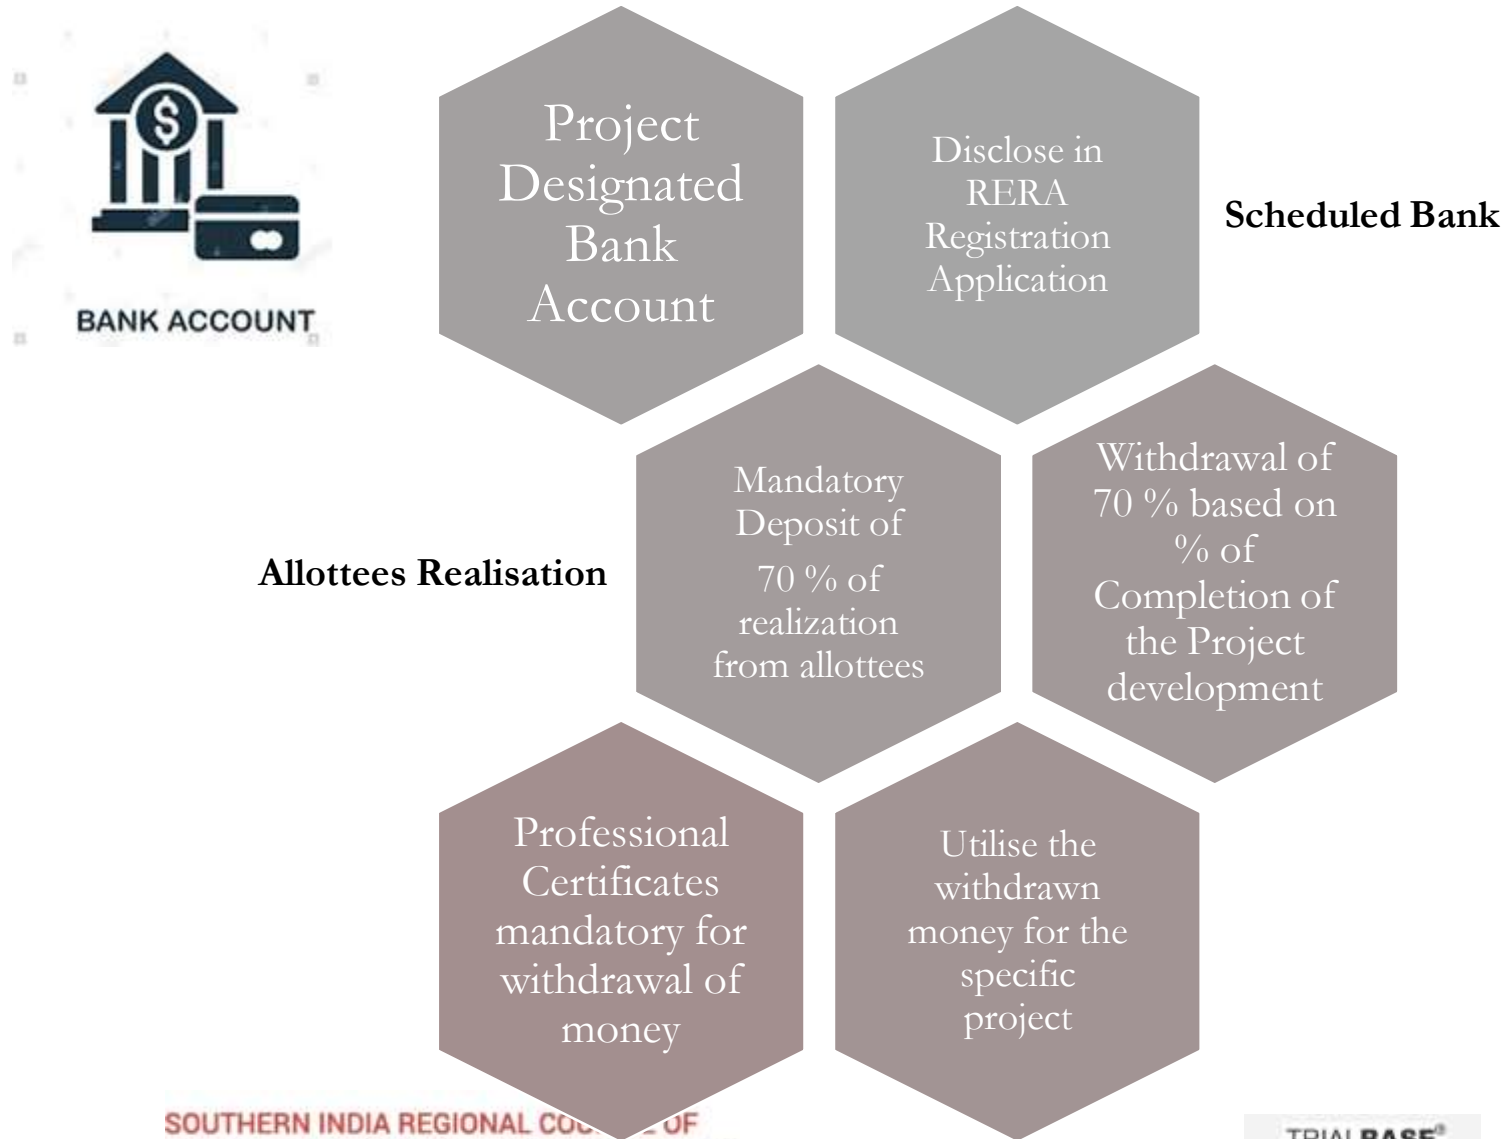 BANK ACCOUNT
Project
Designated
Bank
Account
Disclose in
RERA
Registration
Application
Scheduled Bank
Allottees Realisation
Mandatory
Deposit of
70 % of
realization
from allottees
Withdrawal of
70 % based on
% of
Completion of
the Project
development
Professional
Certificates
mandatory for
withdrawal of
money
Utilise the
withdrawn
money for the
specific
project
SOUTHERN INDIA REGIONAL OF
TRIALBASE®